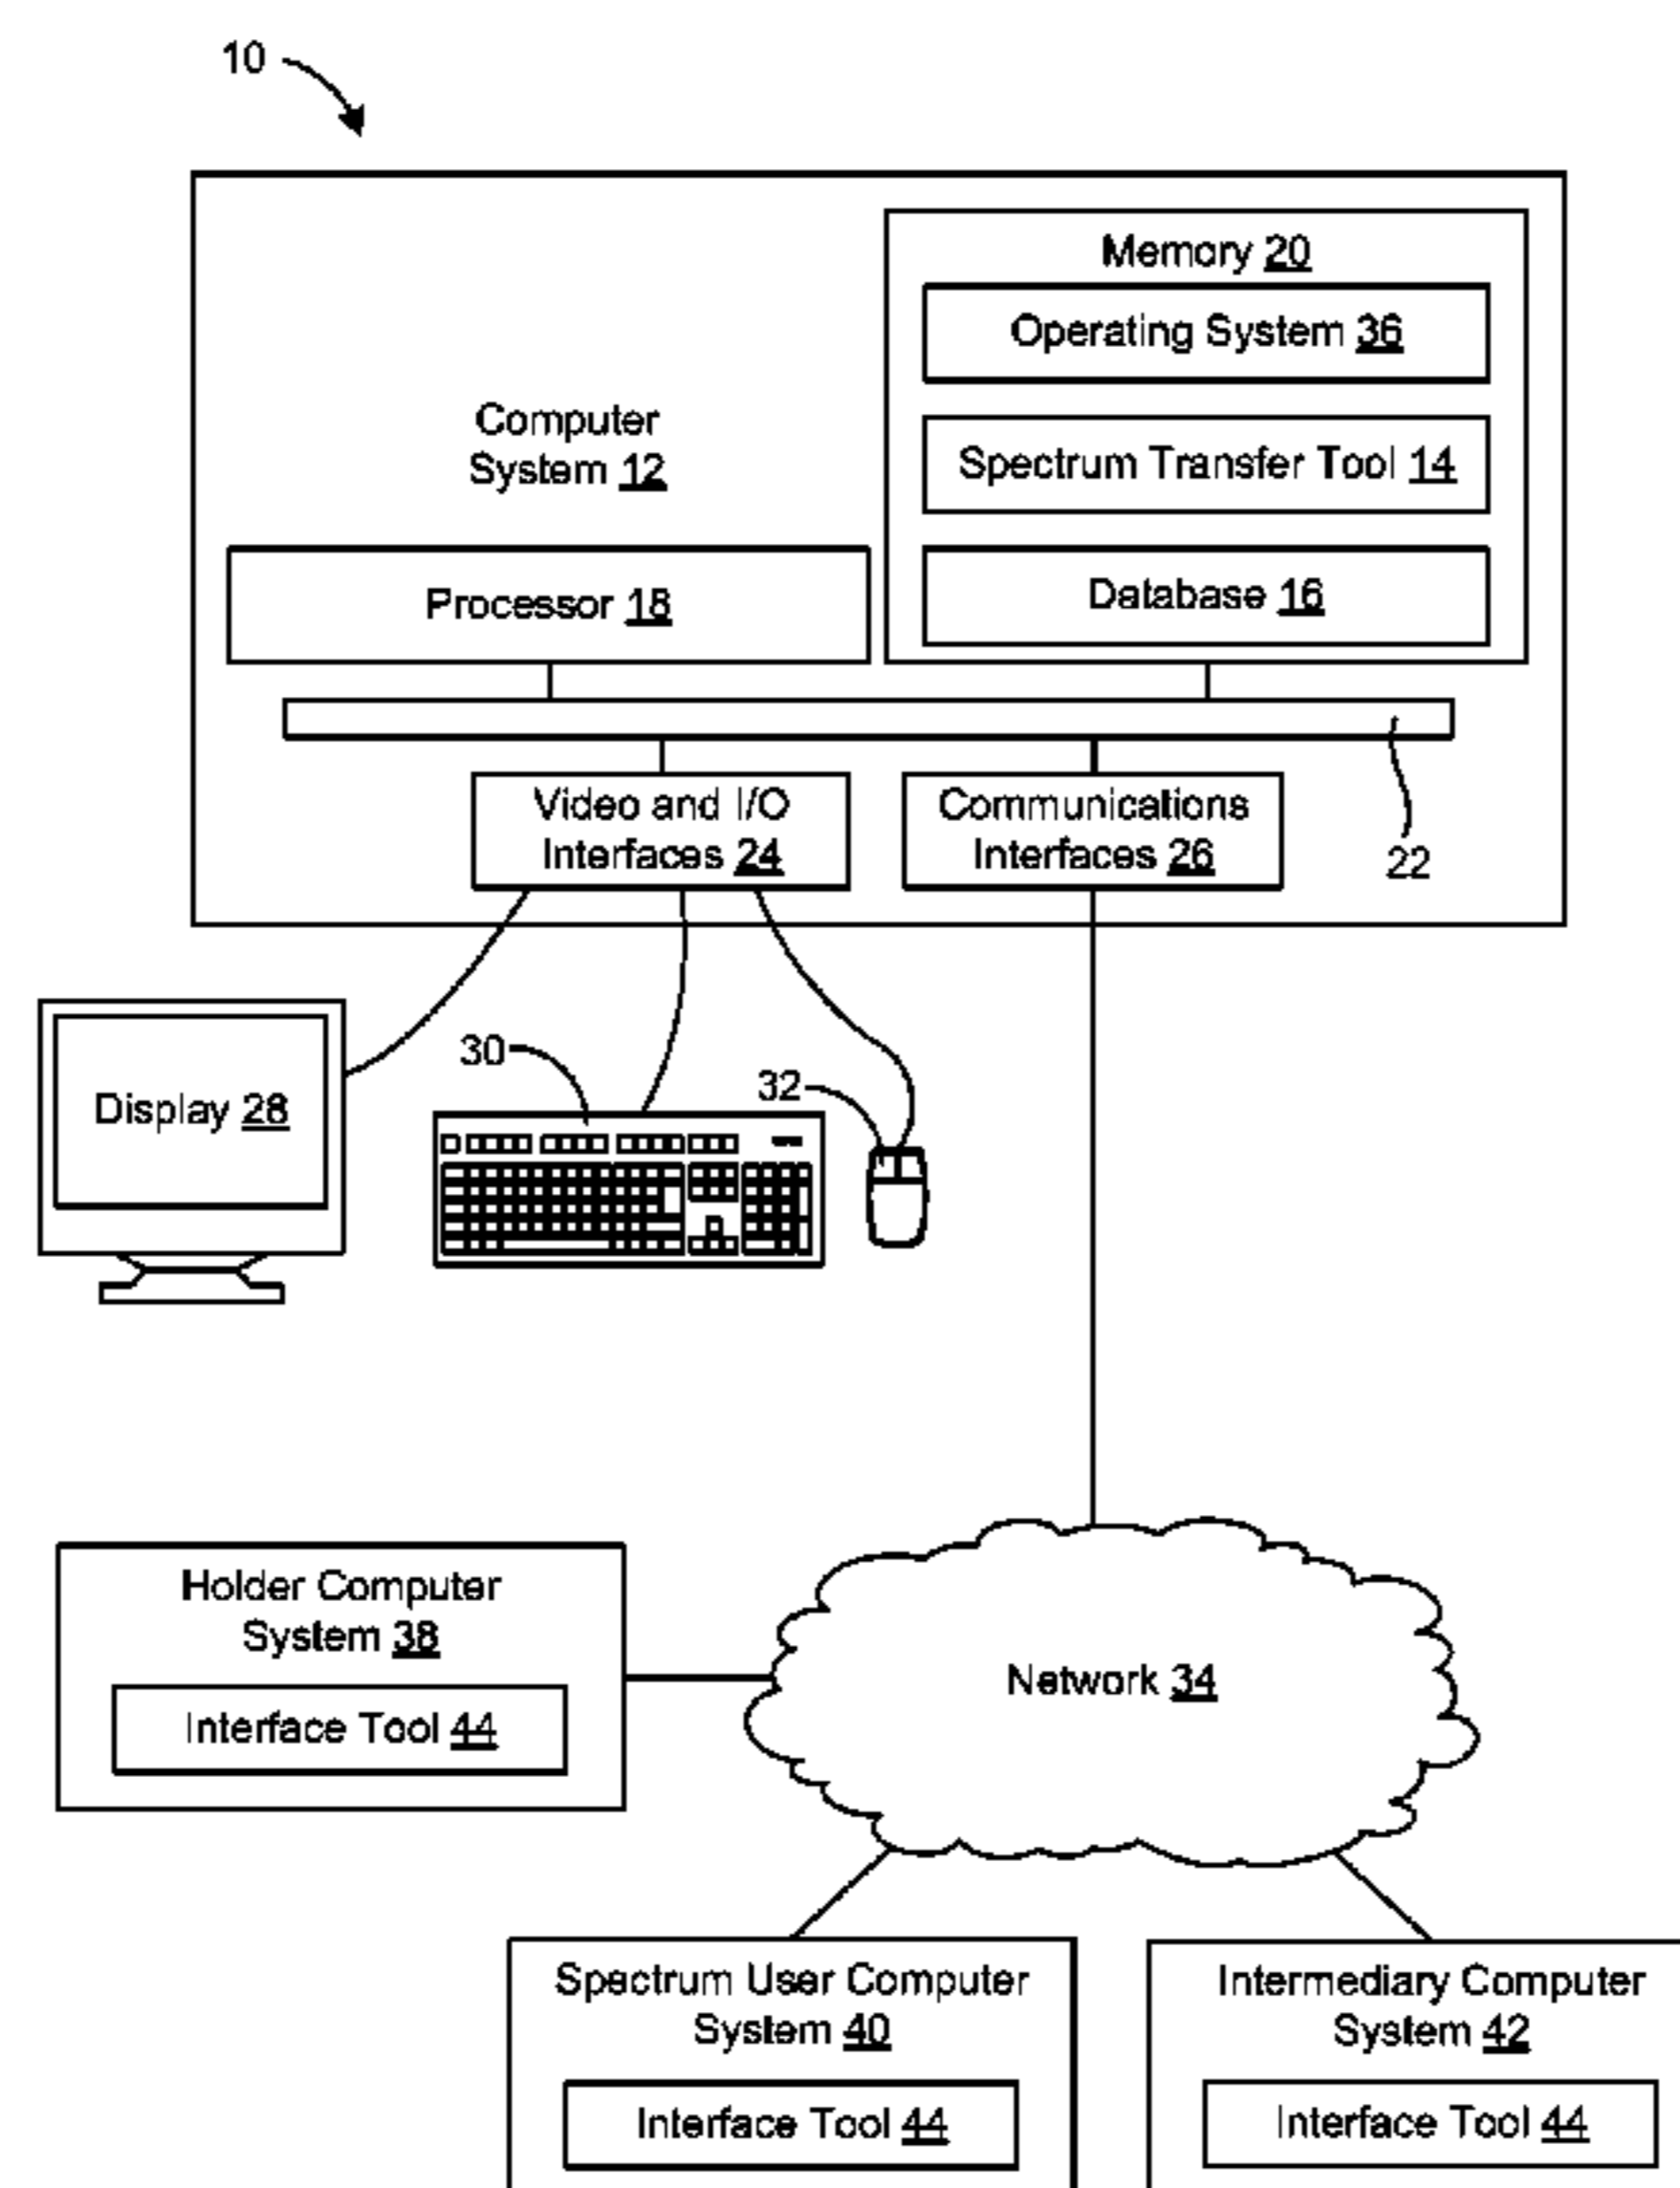 10
Memory 20
Operating System 36
Computer
System 12
Spectrum Transfer Tool 14
Processor 18
Database 16
Video and I/O
Interfaces 24
Communications
Interfaces 26
22
Display 28
30
32
Holder Computer
System 38
Interface Tool 44
Network 34
Spectrum User Computer
System 40
Interface Tool 44
Intermediary Computer
System 42
Interface Tool 44